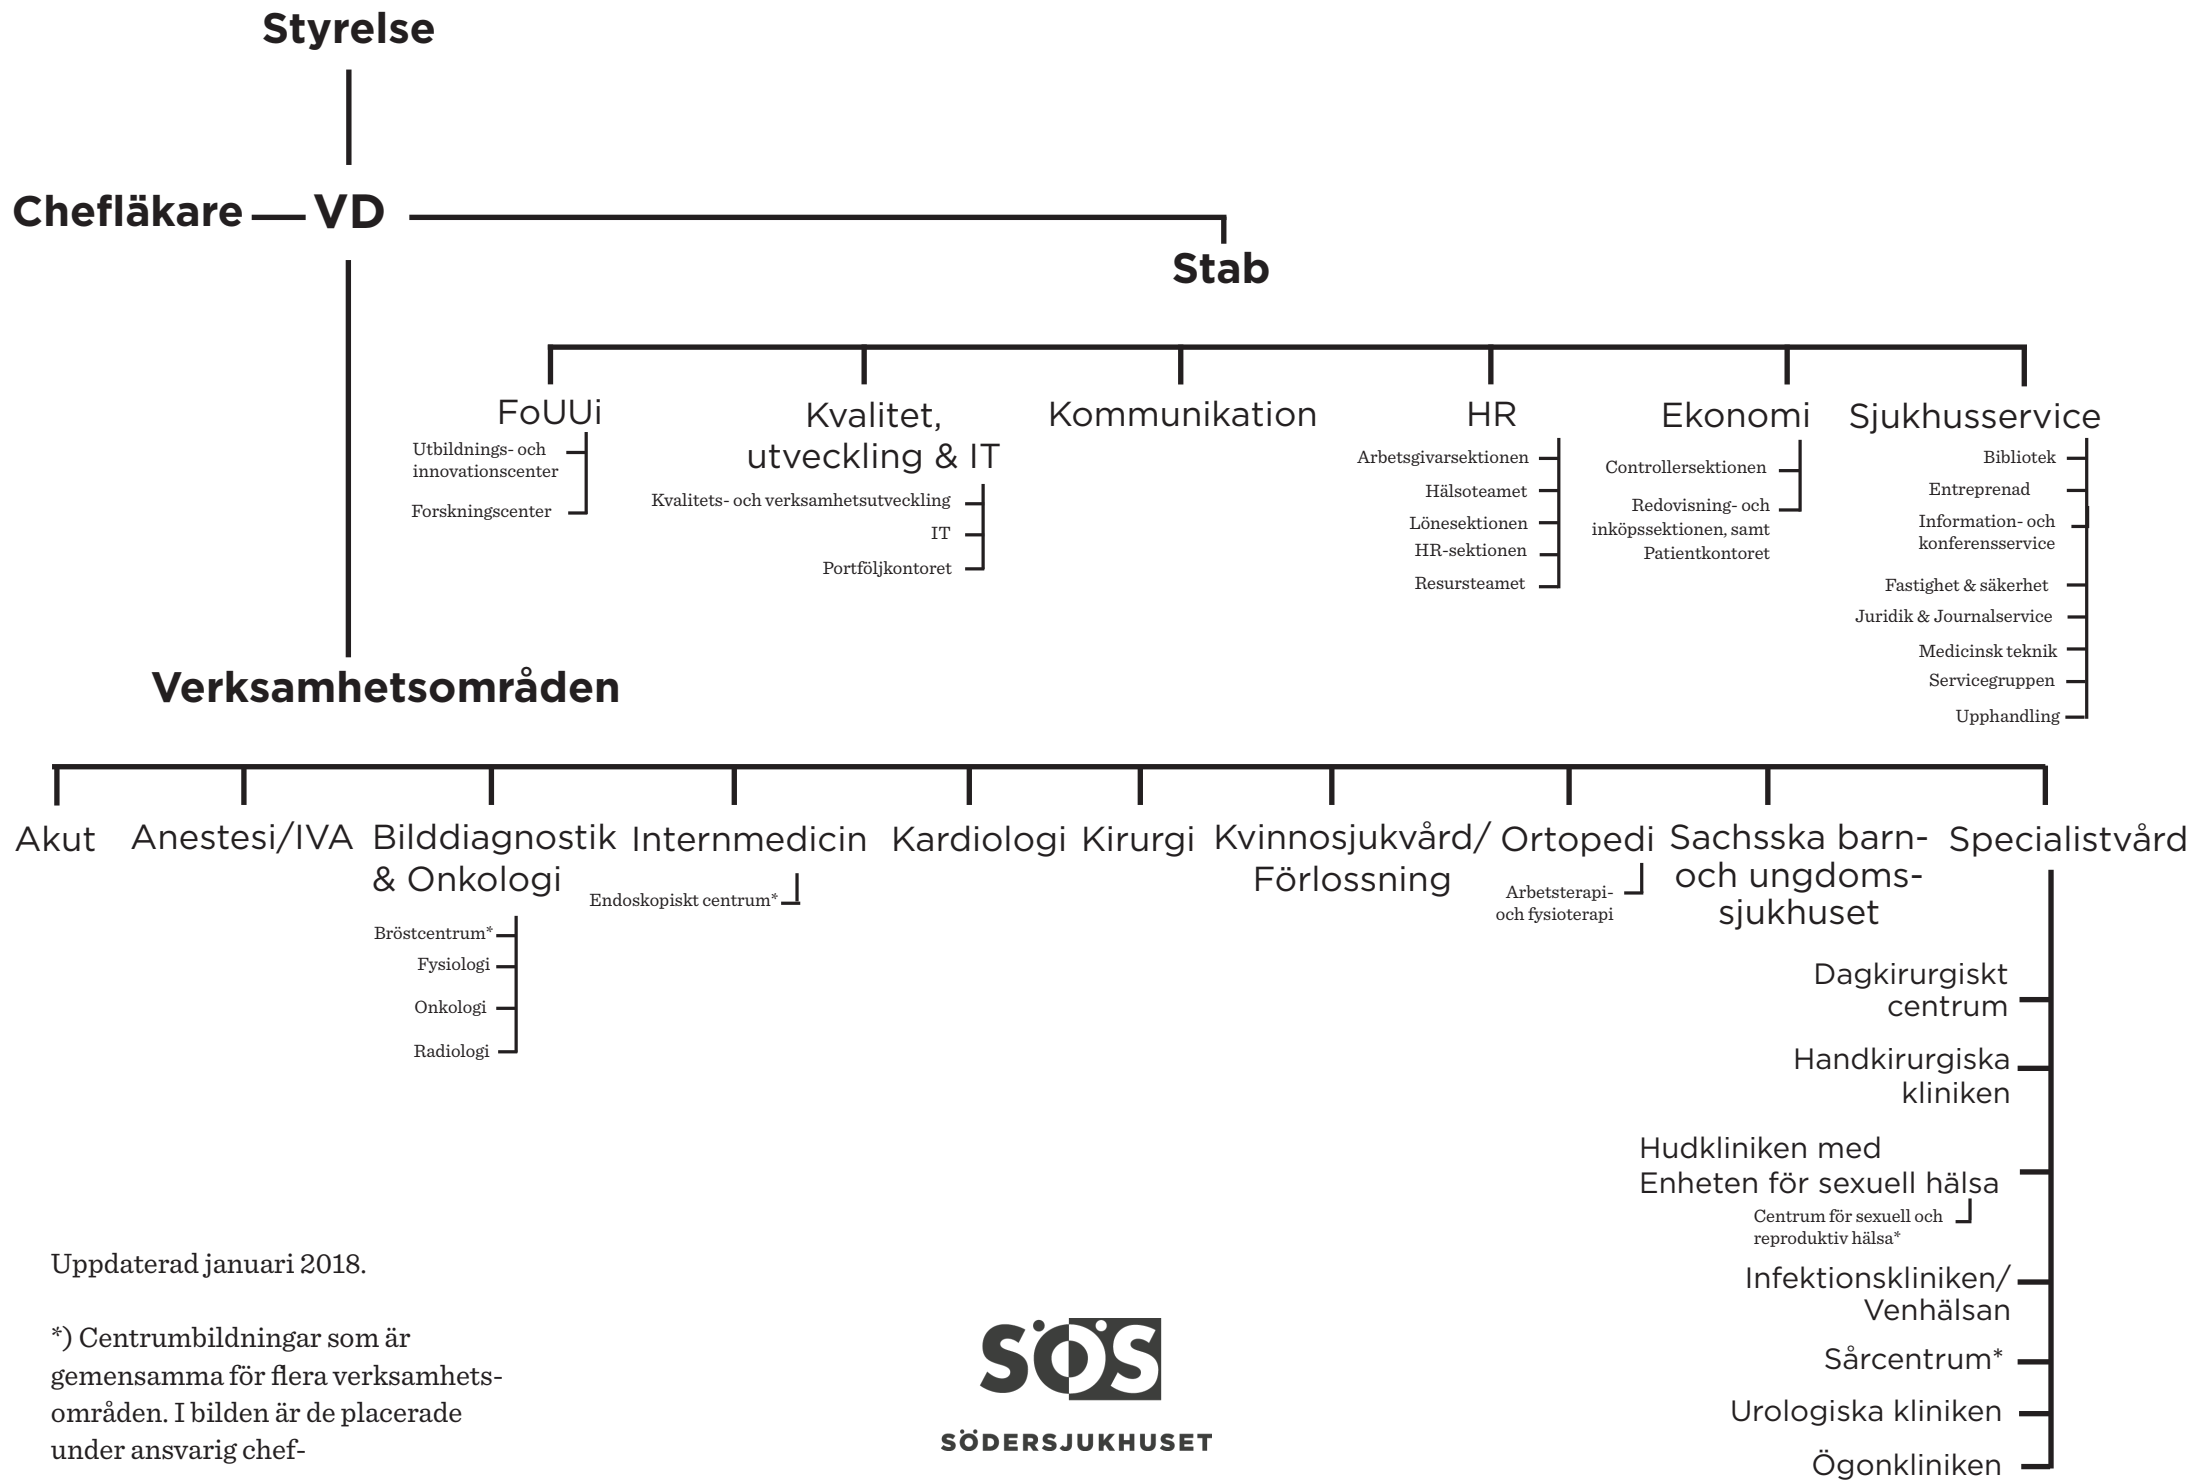 Styrelse
Chefläkare
VD
Stab
FoUUi
Utbildnings- och
innovationscenter
Forskningscenter
Kvalitet,
utveckling & IT
Kvalitets- och verksamhetsutveckling
IT
Portföljkontoret
Kommunikation
HR
Arbetsgivarsektionen
Hälsoteamet
Lönesektionen
HR-sektionen
Resursteamet
Ekonomi
Controllersektionen
Redovisning- och
inköpssektionen, samt
Patientkontoret
Sjukhusservice
Bibliotek
Entreprenad
Information- och
konferensservice
Fastighet & säkerhet
Juridik & Journalservice
Medicinsk teknik
Servicegruppen
Upphandling
Verksamhetsområden
Akut
Anestesi/IVA
Bilddiagnostik
& Onkologi
Bröstcentrum*
Fysiologi
Onkologi
Radiologi
Internmedicin
Endoskopiskt centrum*
Kardiologi
Kirurgi
Kvinnosjukvård/
Förlossning
Ortopedi
Arbetsterapi-
och fysioterapi
Sachsska barn-
och ungdoms-
sjukhuset
Specialistvård
Dagkirurgiskt
centrum
Handkirurgiska
kliniken
Hudkliniken med
Enheten för sexuell hälsa
Centrum för sexuell och
reproduktiv hälsa*
Infektionskliniken/
Venhälsan
Sårcentrum*
Urologiska kliniken
Ögonkliniken
Uppdaterad januari 2018.
*) Centrumbildningar som är
gemensamma för flera verksamhets-
områden. I bilden är de placerade
under ansvarig chef-
SÖS
SÖDERSJUKHUSET